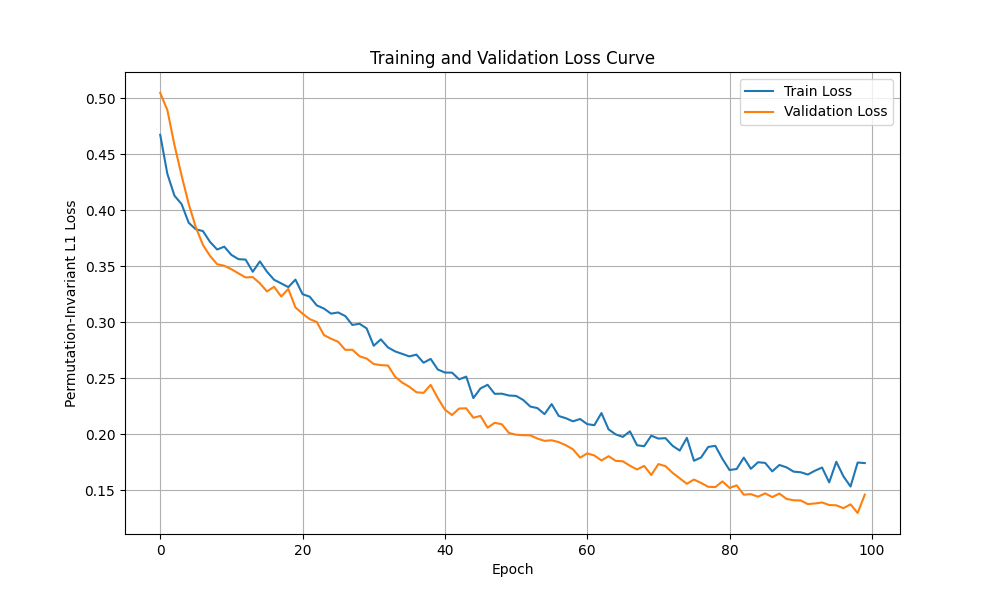 Training and Validation Loss Curve
Train Loss
Validation Loss
Permutation-Invariant L1 Loss
0.50
0.45
0.40
0.35
0.30
0.25
0.20
0.15
0 20 40 60 80 100
Epoch